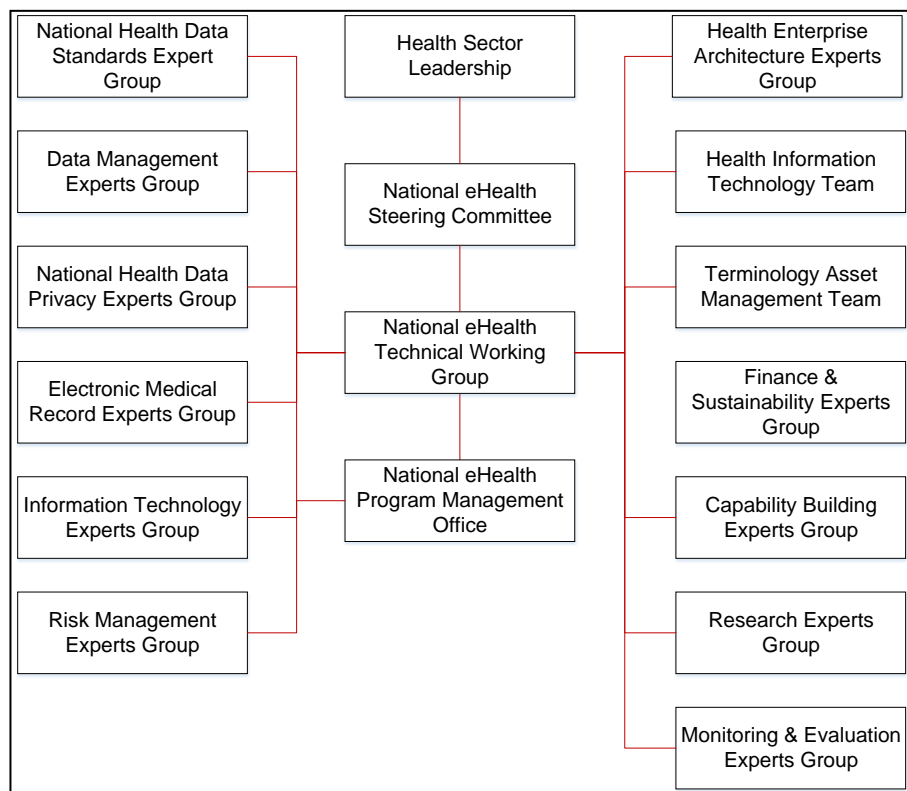 National Health Data
Standards Expert
Group
Data Management
Experts Group
National Health Data
Privacy Experts Group
Electronic Medical
Record Experts Group
Information Technology
Experts Group
Risk Management
Experts Group
Health Sector
Leadership
National eHealth
Steering Committee
National eHealth
Technical Working
Group
National eHealth
Program Management
Office
Health Enterprise
Architecture Experts
Group
Health Information
Technology Team
Terminology Asset
Management Team
Finance &
Sustainability Experts
Group
Capability Building
Experts Group
Research Experts
Group
Monitoring & Evaluation
Experts Group